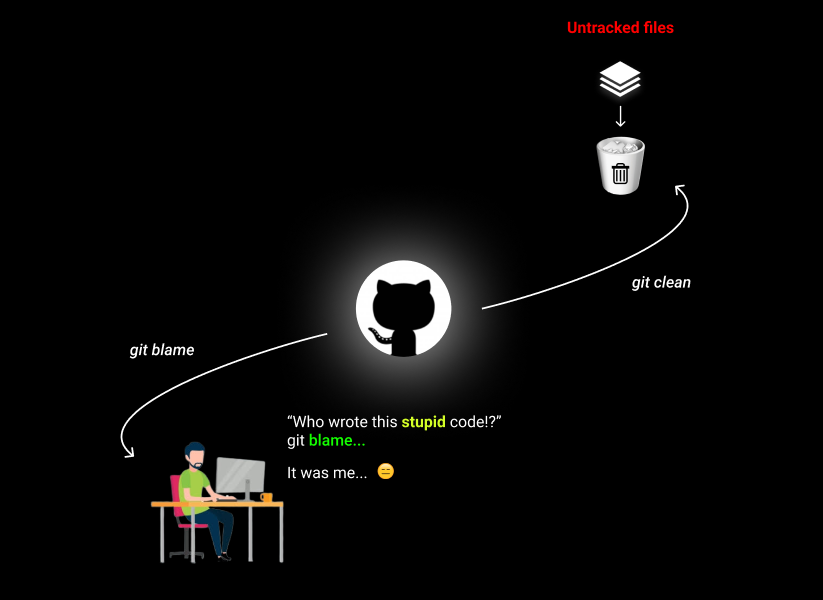 Untracked files
git clean
git blame
“Who wrote this stupid code!?”
git blame...
It was me... 😑